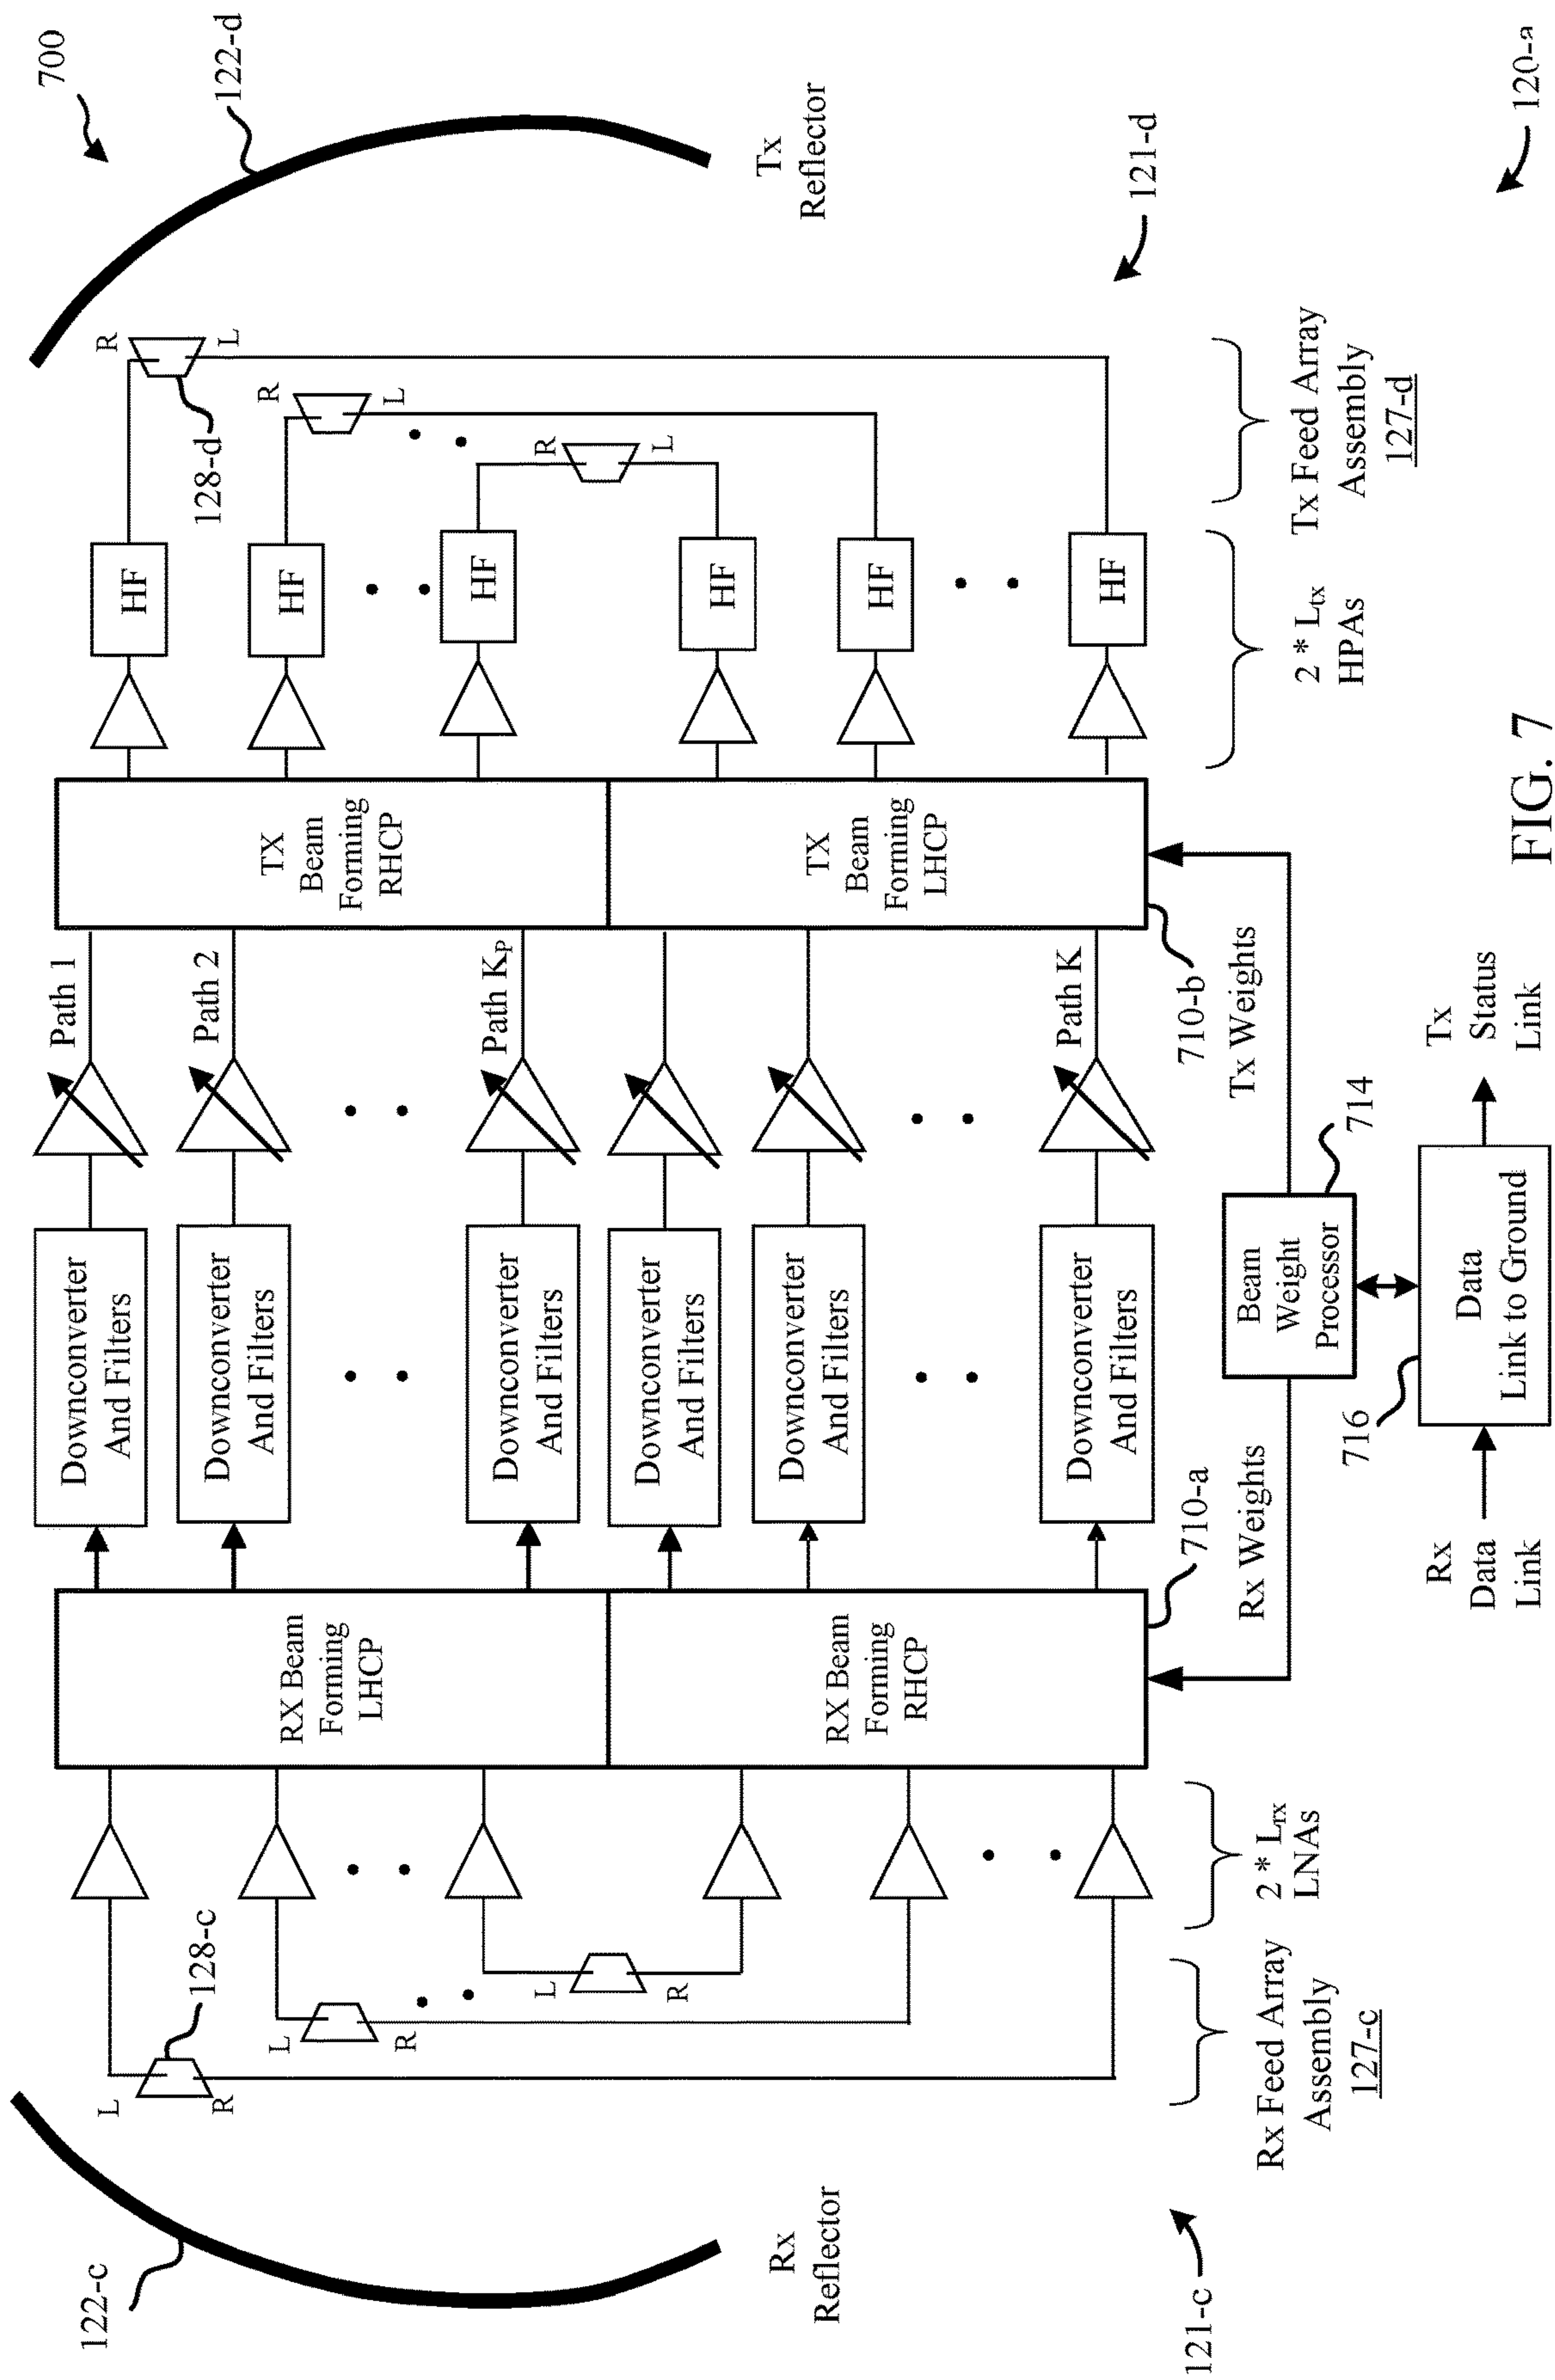 700
122-d
Tx
Reflector
121-d
120-a
R
L
128-d
R
L
R
L
HF
HF
HF
HF
HF
HF
Tx Feed Array
Assembly
127-d
2 * Ltx
HPAs
TX
Beam
Forming
RHCP
TX
Beam
Forming
LHCP
710-b
Tx Weights
Path 1
Path 2
Path KP
Path K
Downconverter
And Filters
Downconverter
And Filters
Downconverter
And Filters
Downconverter
And Filters
Downconverter
And Filters
Downconverter
And Filters
714
Beam
Weight
Processor
Tx
Status
Link
716
Data
Link to Ground
Rx
Data
Link
Rx Weights
710-a
RX Beam
Forming
LHCP
RX Beam
Forming
RHCP
2 * Lrx
LNAs
128-c
L
R
L
R
L
R
Rx Feed Array
Assembly
127-c
122-c
Rx
Reflector
121-c
FIG. 7